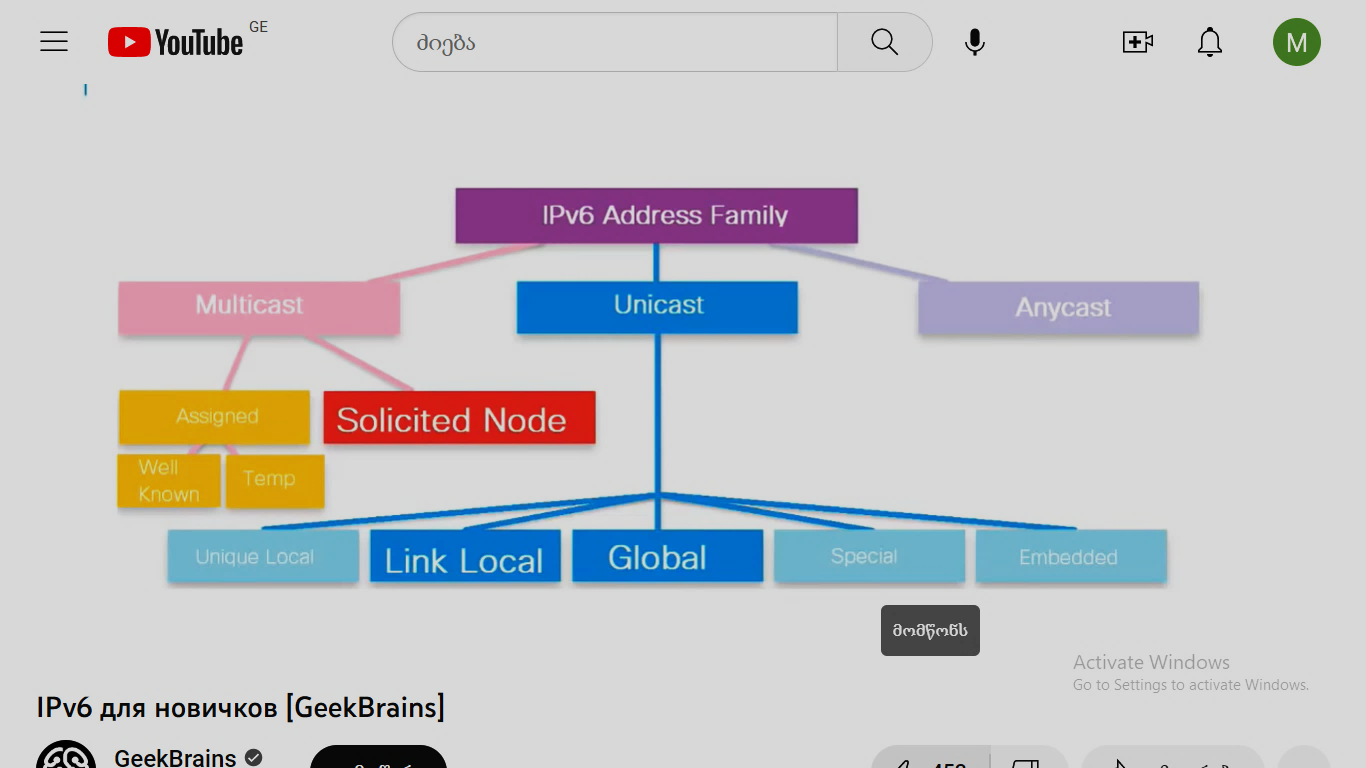 YouTube GE
ძიება
M
IPv6 Address Family
Multicast
Unicast
Anycast
Assigned
Solicited Node
Well
Known
Temp
Unique Local
Link Local
Global
Special
Embedded
მომწონს
Activate Windows
Go to Settings to activate Windows.
IPv6 для новичков [GeekBrains]
GeekBrains